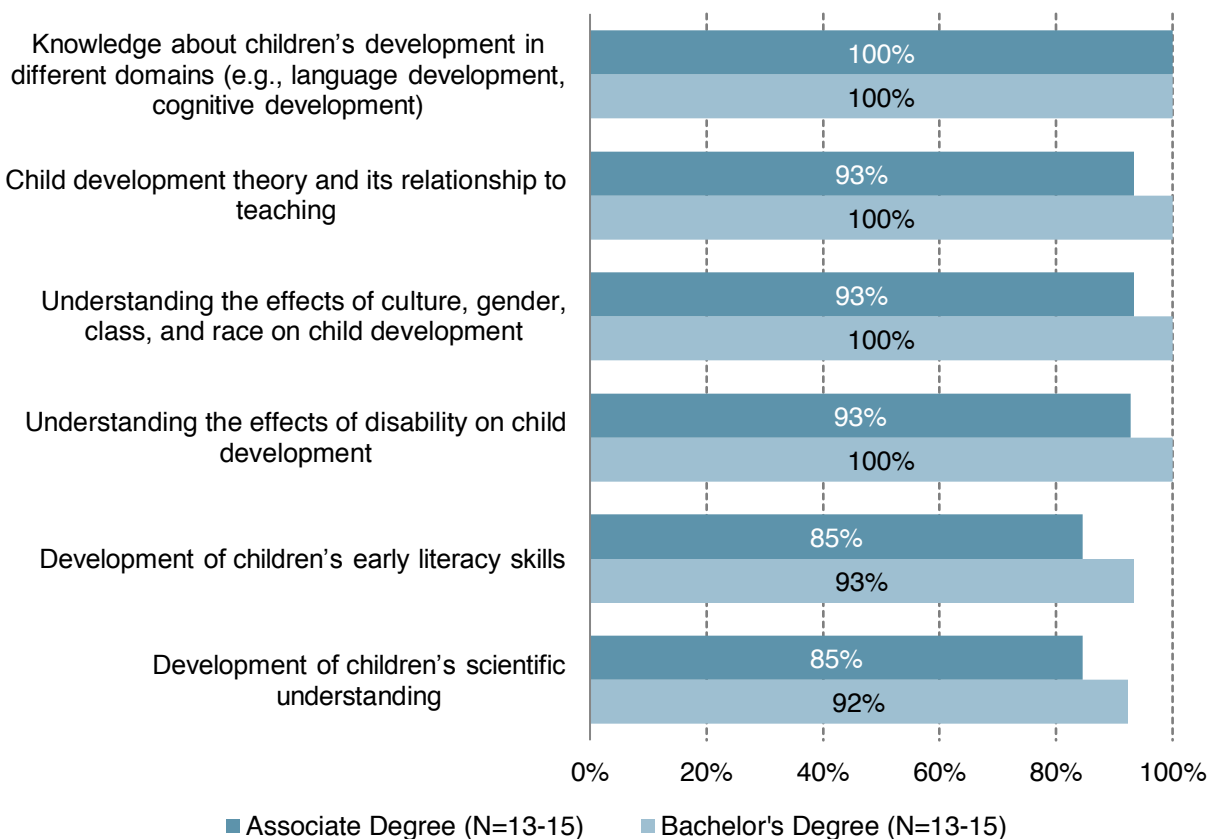 Knowledge about children’s development in
different domains (e.g., language development,
cognitive development)
100%
100%
Child development theory and its relationship to
teaching
93%
100%
Understanding the effects of culture, gender,
class, and race on child development
93%
100%
Understanding the effects of disability on child
development
93%
100%
Development of children’s early literacy skills
85%
93%
Development of children’s scientific
understanding
85%
92%
0% 20% 40% 60% 80% 100%
Associate Degree (N=13-15) Bachelor's Degree (N=13-15)